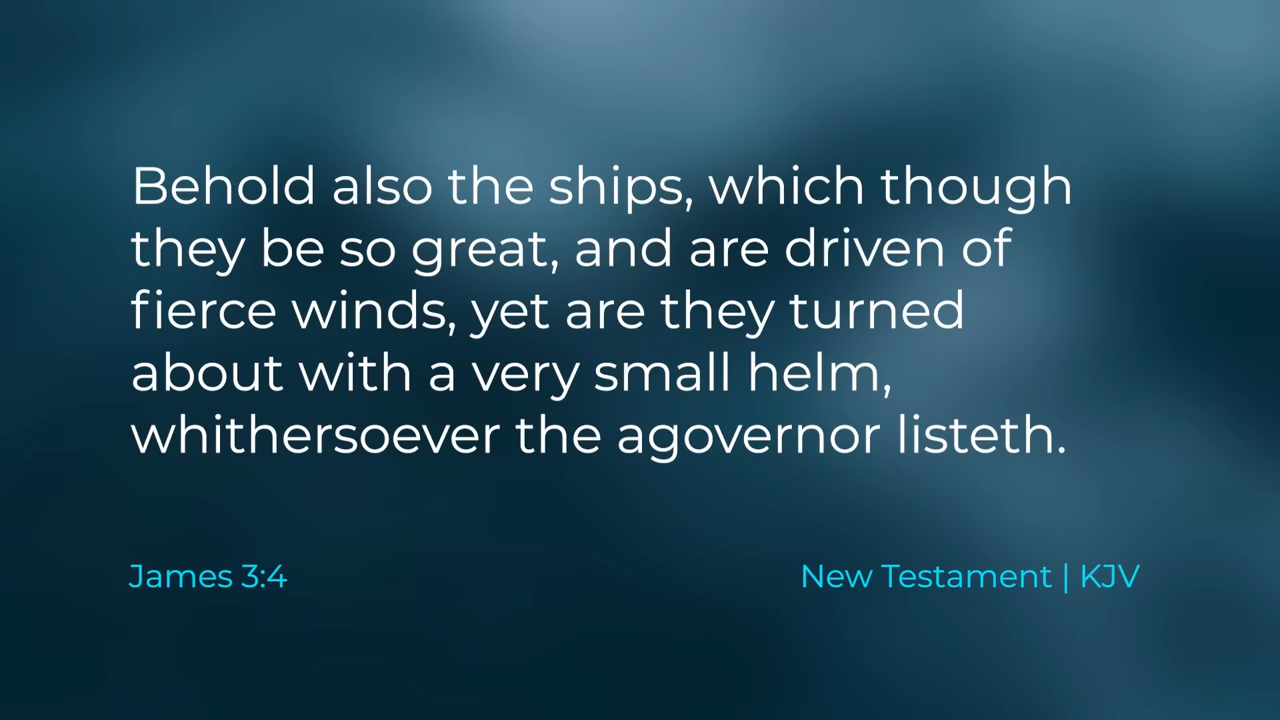 Behold also the ships, which though
they be so great, and are driven of
fierce winds, yet are they turned
about with a very small helm,
whithersoever the agovernor listeth.
James 3:4
New Testament | KJV